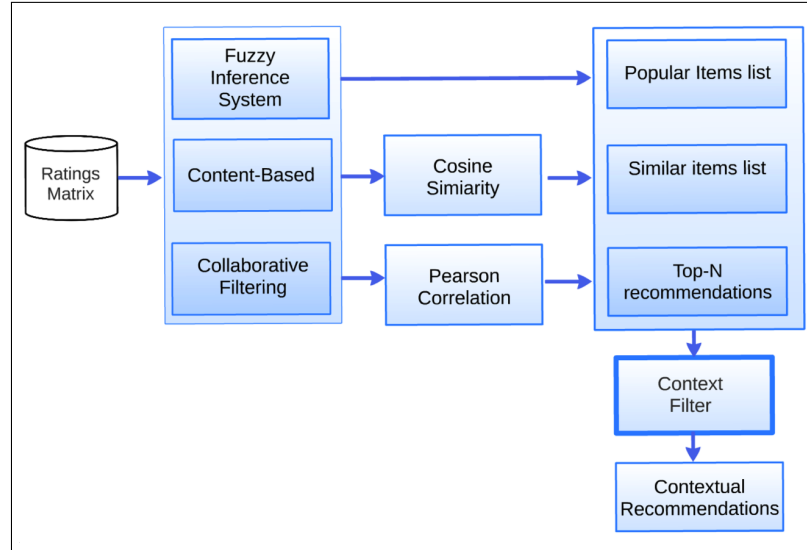 Fuzzy
Inference
System
Popular Items list
Ratings
Matrix
Content-Based
Cosine
Simiarity
Similar items list
Collaborative
Filtering
Pearson
Correlation
Top-N
recommendations
Context
Filter
Contextual
Recommendations